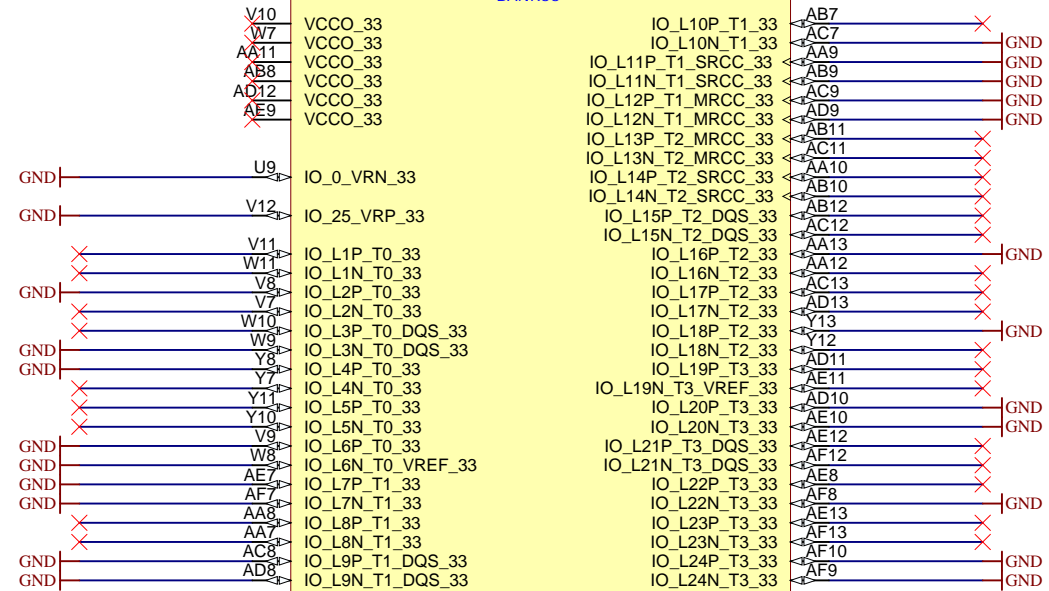 V10 VCCO_33 IO_L10P_T1_33 AB7
W7 VCCO_33 IO_L10N_T1_33 AC7 GND
AA11 VCCO_33 IO_L11P_T1_SRCC_33 AA9 GND
AB8 VCCO_33 IO_L11N_T1_SRCC_33 AB9 GND
AD12 VCCO_33 IO_L12P_T1_MRCC_33 AC9 GND
AE9 VCCO_33 IO_L12N_T1_MRCC_33 AD9 GND
IO_L13P_T2_MRCC_33 AB11
IO_L13N_T2_MRCC_33 AC11
GND U9 IO_0_VRN_33 IO_L14P_T2_SRCC_33 AA10
IO_L14N_T2_SRCC_33 AB10
GND V12 IO_25_VRP_33 IO_L15P_T2_DQS_33 AB12
IO_L15N_T2_DQS_33 AC12
V11 IO_L1P_T0_33 IO_L16P_T2_33 AA13 GND
W11 IO_L1N_T0_33 IO_L16N_T2_33 AA12
GND V8 IO_L2P_T0_33 IO_L17P_T2_33 AC13
V7 IO_L2N_T0_33 IO_L17N_T2_33 AD13
W10 IO_L3P_T0_DQS_33 IO_L18P_T2_33 Y13 GND
GND W9 IO_L3N_T0_DQS_33 IO_L18N_T2_33 Y12
GND Y8 IO_L4P_T0_33 IO_L19P_T3_33 AD11
Y7 IO_L4N_T0_33 IO_L19N_T3_VREF_33 AE11
Y11 IO_L5P_T0_33 IO_L20P_T3_33 AD10 GND
Y10 IO_L5N_T0_33 IO_L20N_T3_33 AE10 GND
GND V9 IO_L6P_T0_33 IO_L21P_T3_DQS_33 AE12
GND W8 IO_L6N_T0_VREF_33 IO_L21N_T3_DQS_33 AF12
GND AE7 IO_L7P_T1_33 IO_L22P_T3_33 AE8
GND AF7 IO_L7N_T1_33 IO_L22N_T3_33 AF8 GND
AA8 IO_L8P_T1_33 IO_L23P_T3_33 AE13
AA7 IO_L8N_T1_33 IO_L23N_T3_33 AF13
GND AC8 IO_L9P_T1_DQS_33 IO_L24P_T3_33 AF10 GND
GND AD8 IO_L9N_T1_DQS_33 IO_L24N_T3_33 AF9 GND